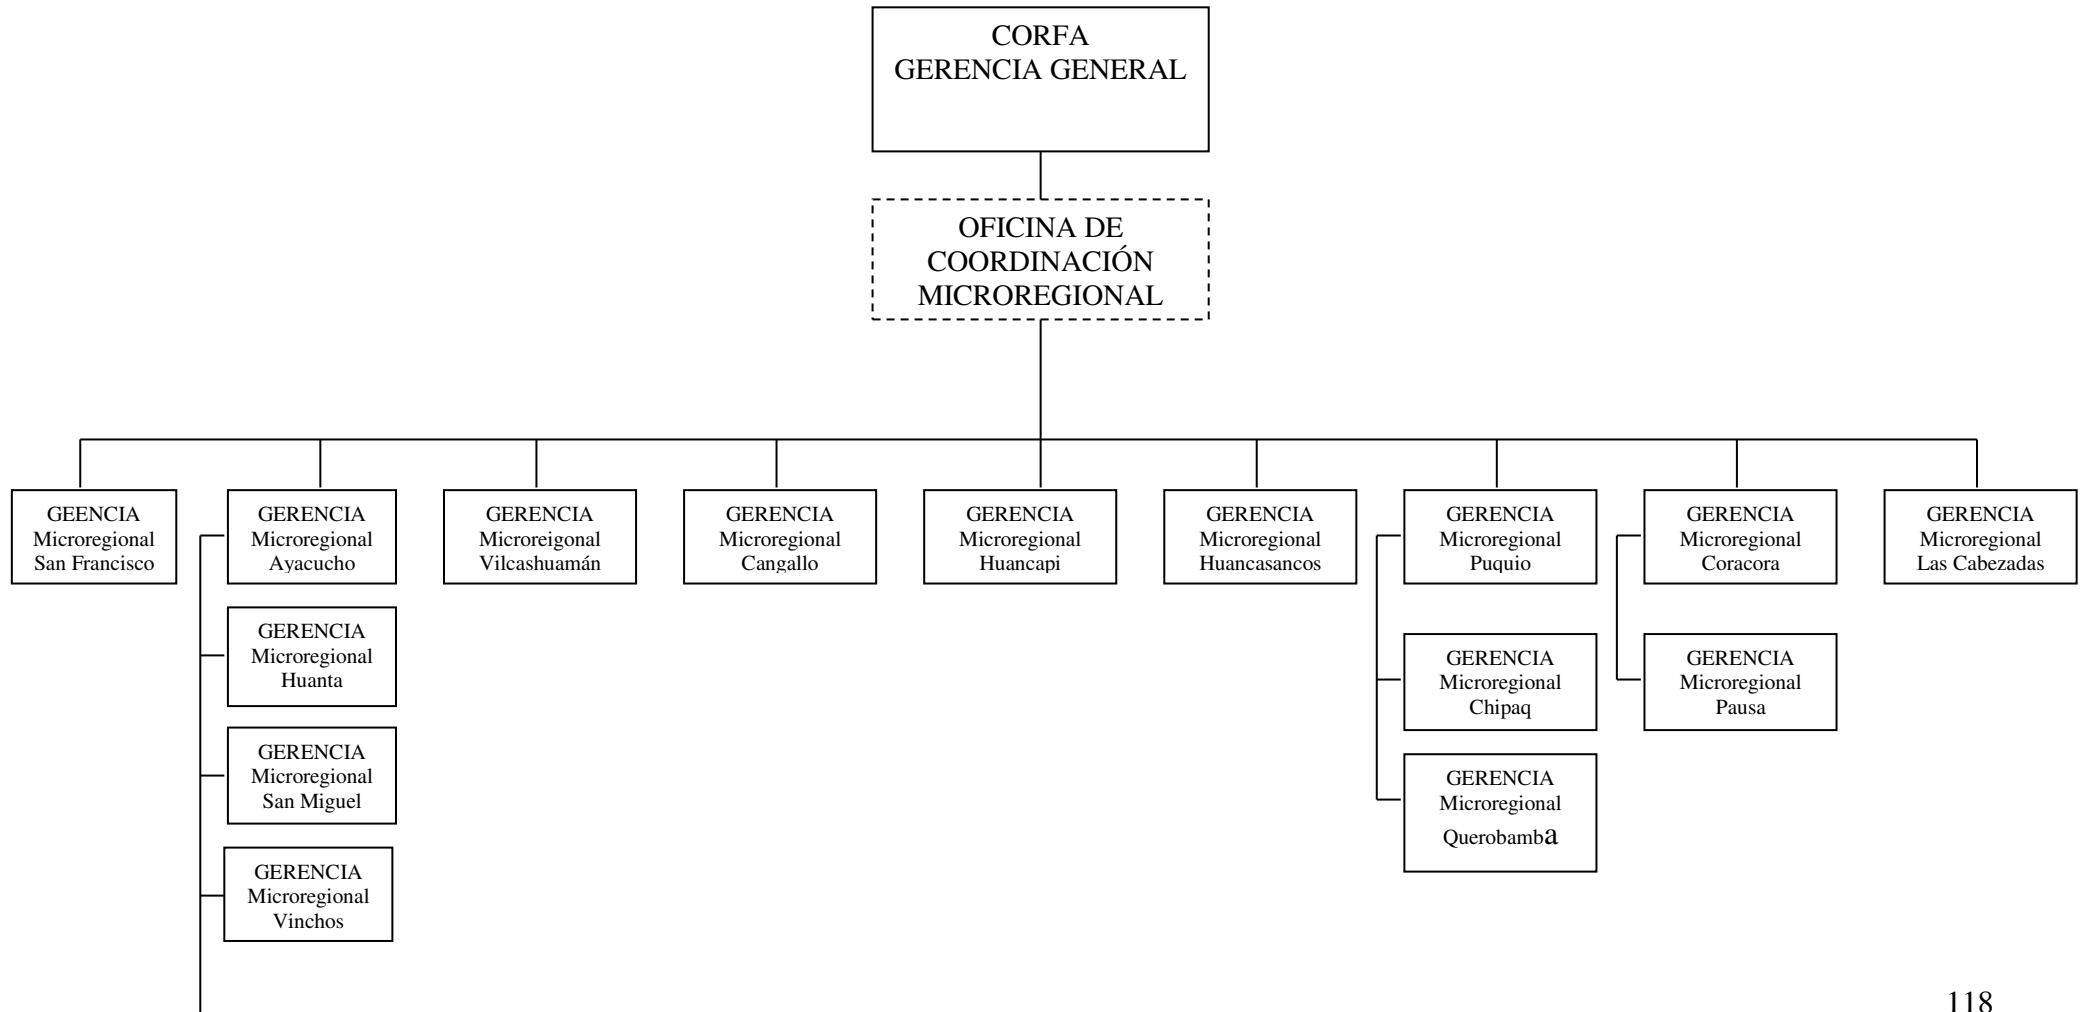 CORFA
GERENCIA GENERAL
OFICINA DE
COORDINACIÓN
MICROREGIONAL
GEENCIA
Microregional
San Francisco
GERENCIA
Microregional
Ayacucho
GERENCIA
Microreigonal
Vilcashuamán
GERENCIA
Microregional
Cangallo
GERENCIA
Microregional
Huancapi
GERENCIA
Microregional
Huancasancos
GERENCIA
Microregional
Puquio
GERENCIA
Microregional
Coracora
GERENCIA
Microregional
Las Cabezadas
GERENCIA
Microregional
Huanta
GERENCIA
Microregional
Chipaq
GERENCIA
Microregional
Pausa
GERENCIA
Microregional
San Miguel
GERENCIA
Microregional
Querobamba
GERENCIA
Microregional
Vinchos
118